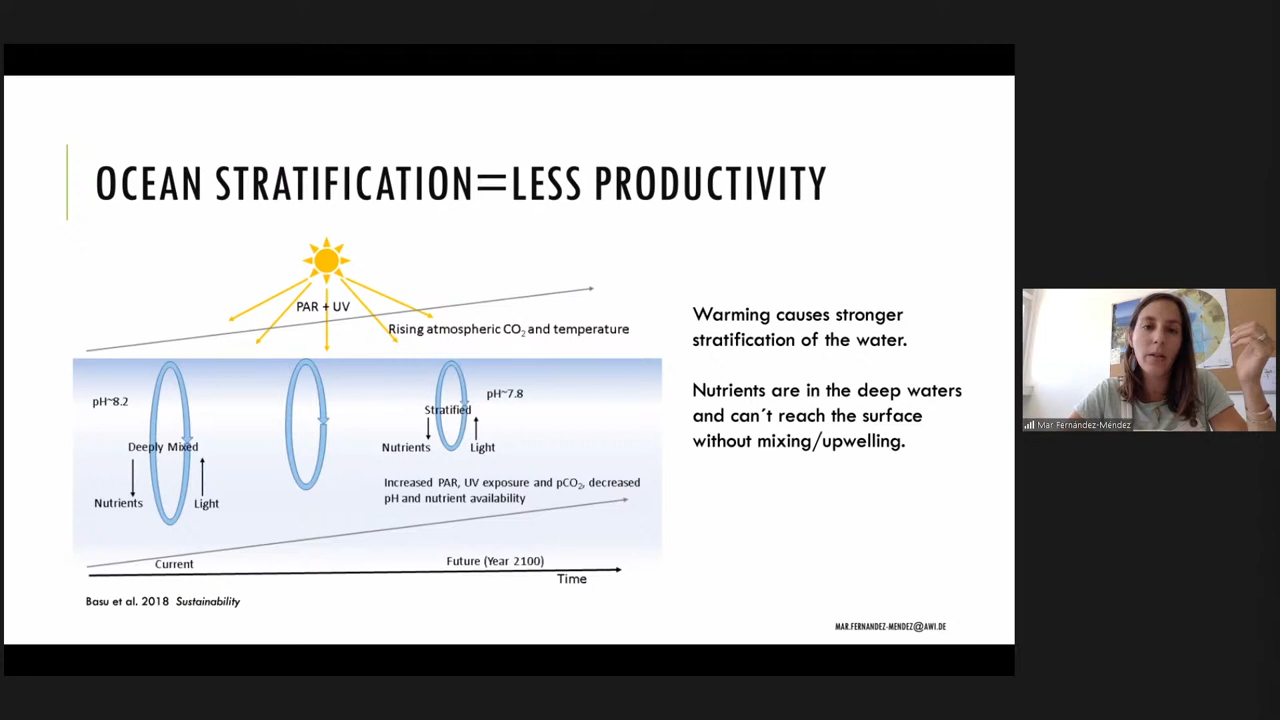 OCEAN STRATIFICATION=LESS PRODUCTIVITY
PAR + UV
Rising atmospheric CO₂ and temperature
pH~8.2
Deeply Mixed
Nutrients
Light
Stratified
pH~7.8
Nutrients
Light
Increased PAR, UV exposure and pCO₂, decreased
pH and nutrient availability
Current
Future (Year 2100)
Time
Basu et al. 2018 Sustainability
Warming causes stronger
stratification of the water.
Nutrients are in the deep waters
and can´t reach the surface
without mixing/upwelling.
MAR.FERNANDEZ-MENDEZ@AWI.DE
Mar Fernández-Méndez